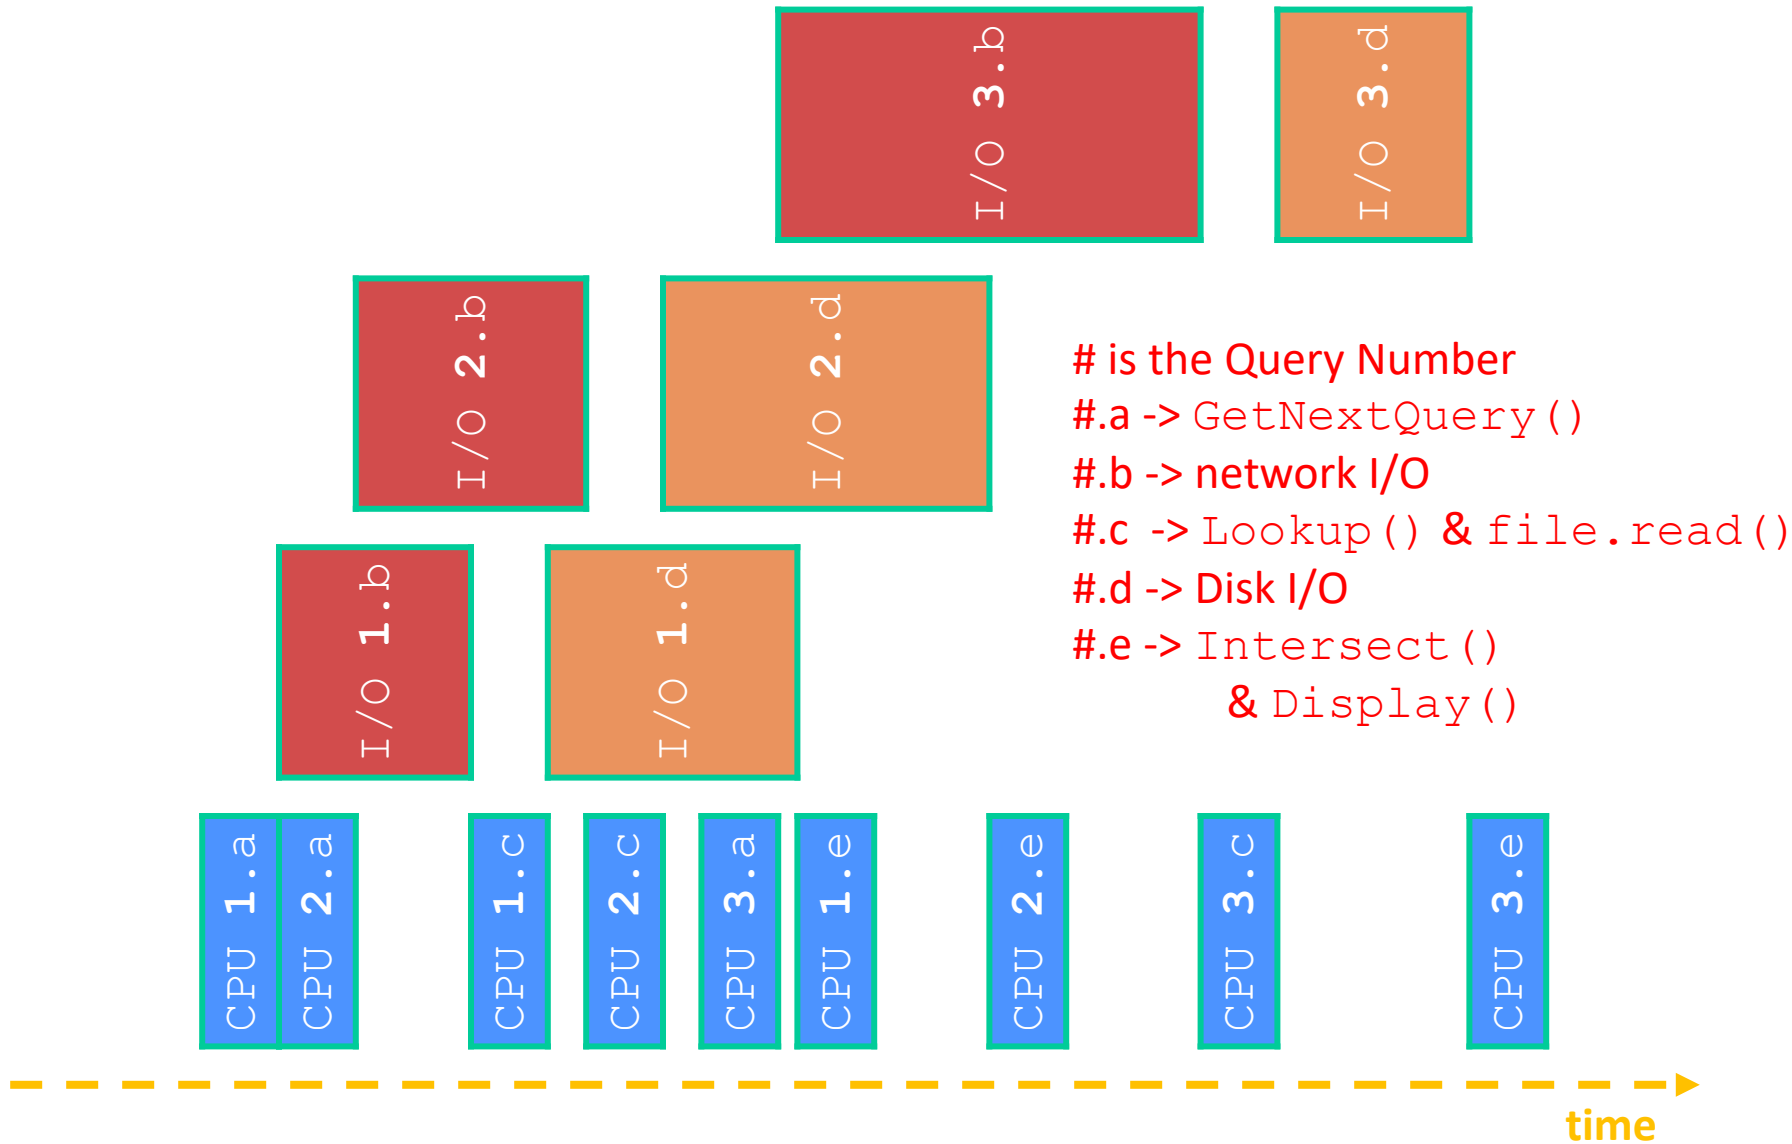 I/O 3.b
I/O 3.d
I/O 2.b
I/O 2.d
# is the Query Number
#.a -> GetNextQuery()
#.b -> network I/O
#.c -> Lookup() & file.read()
#.d -> Disk I/O
#.e -> Intersect()
& Display()
I/O 1.b
I/O 1.d
CPU 1.a
CPU 2.a
CPU 1.c
CPU 2.c
CPU 3.a
CPU 1.e
CPU 2.e
CPU 3.c
CPU 3.e
time